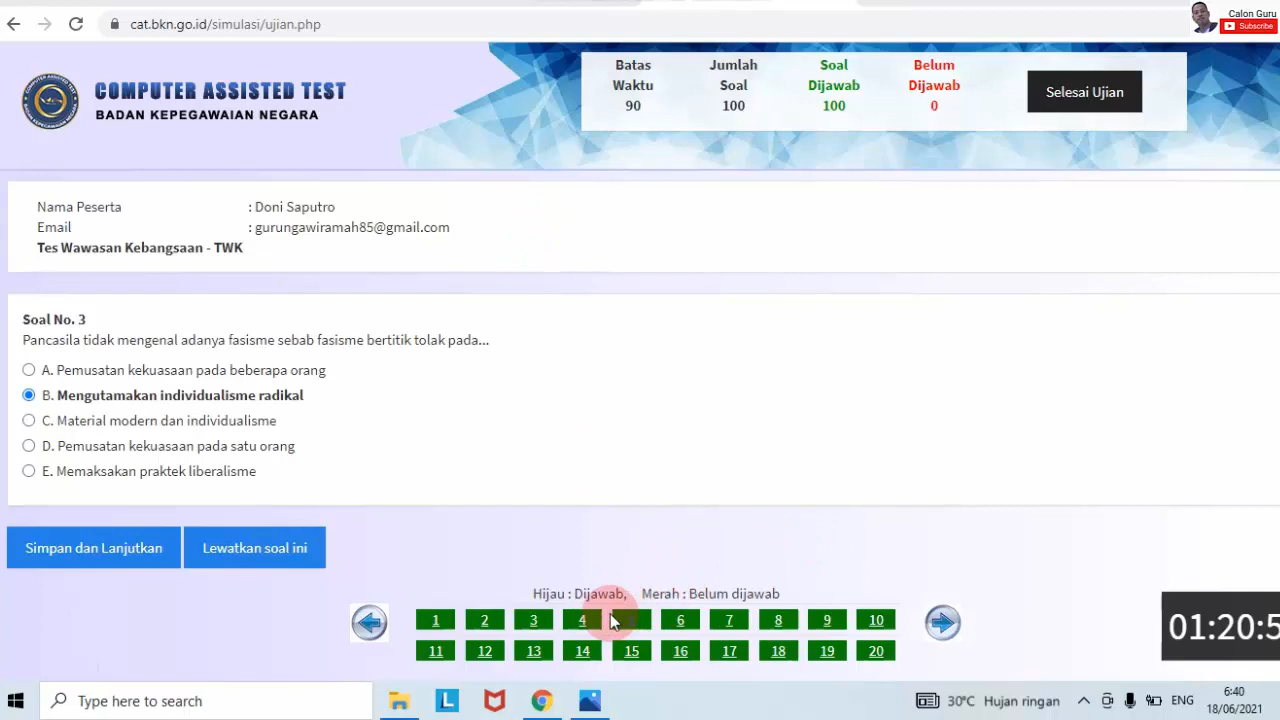 cat.bkn.go.id/simulasi/ujian.php
Calon Guru
Subscribe
COMPUTER ASSISTED TEST
BADAN KEPEGAWAIAN NEGARA
Batas Waktu 90
Jumlah Soal 100
Soal Dijawab 100
Belum Dijawab 0
Selesai Ujian
Nama Peserta : Doni Saputro
Email : gurungawiramah85@gmail.com
Tes Wawasan Kebangsaan - TWK
Soal No. 3
Pancasila tidak mengenal adanya fasisme sebab fasisme bertitik tolak pada...
A. Pemusatan kekuasaan pada beberapa orang
B. Mengutamakan individualisme radikal
C. Material modern dan individualisme
D. Pemusatan kekuasaan pada satu orang
E. Memaksakan praktek liberalisme
Simpan dan Lanjutkan
Lewatkan soal ini
Hijau : Dijawab, Merah : Belum dijawab
1 2 3 4 6 7 8 9 10
11 12 13 14 15 16 17 18 19 20
01:20:5
Type here to search
L
30°C Hujan ringan
ENG
6:40
18/06/2021